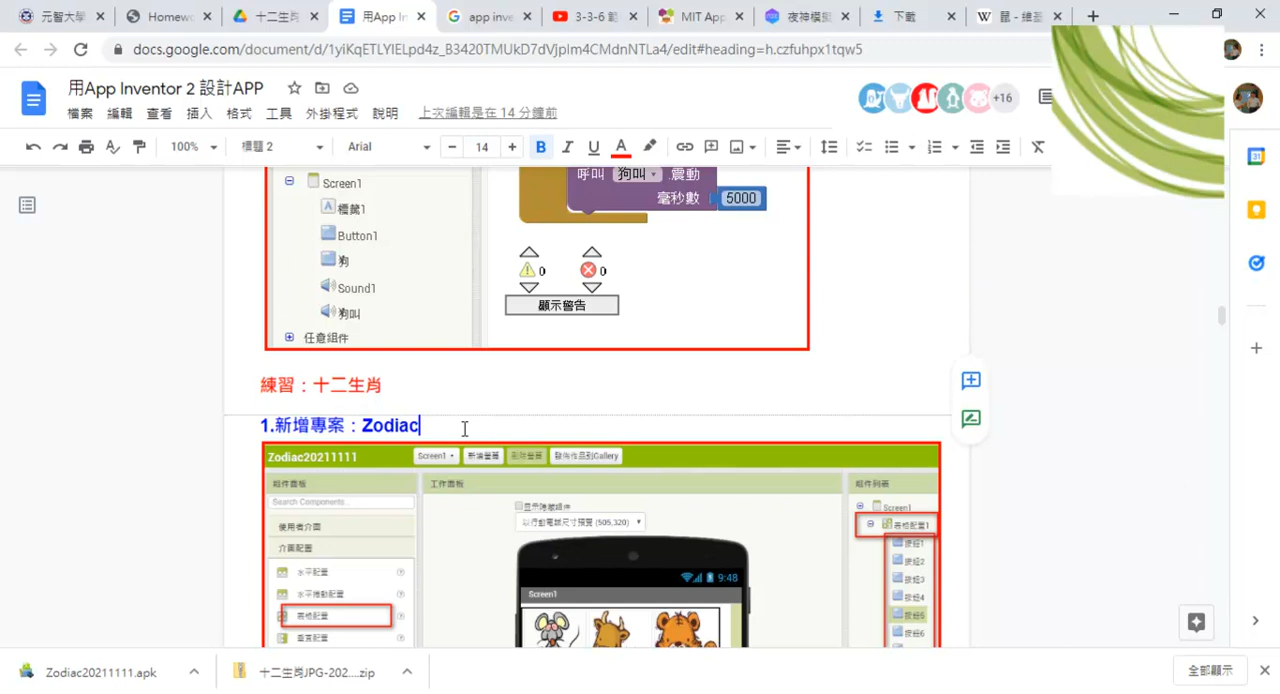 元智大學
Homew
十二生肖
用App In
app inve
3-3-6 範
MIT App
夜神模擬
下載
鼠 - 維基
docs.google.com/document/d/1yiKqETLYlELpd4z_B3420TMUkD7dVjplm4CMdnNTLa4/edit#heading=h.czfuhpx1tqw5
用App Inventor 2 設計APP
檔案 編輯 查看 插入 格式 工具 外掛程式 說明 上次編輯是在 14 分鐘前
+16
100% 標題 2 Arial 14 B I U A
Screen1
標籤1
Button1
狗
Sound1
狗叫
任意組件
呼叫 狗叫 .震動
毫秒數 5000
0 0
顯示警告
練習：十二生肖
1.新增專案：Zodiac
Zodiac20211111 Screen1 新增螢幕 刪除螢幕 發佈作品到Gallery
組件面板
Search Components...
使用者介面
介面配置
水平配置
水平捲動配置
表格配置
垂直配置
工作面板
顯示隱藏組件
以行動電話尺寸預覽 (505,320)
9:48
Screen1
組件列表
Screen1
表格配置1
按鈕1
按鈕2
按鈕3
按鈕4
按鈕5
按鈕6
Zodiac20211111.apk
十二生肖JPG-202....zip
全部顯示